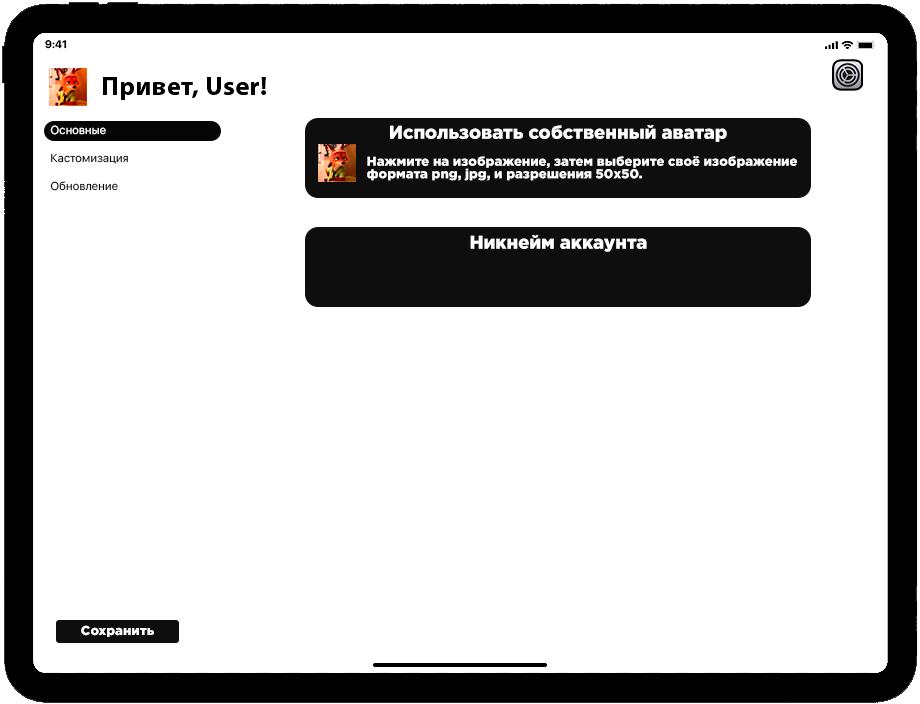 9:41
Привет, User!
Основные
Кастомизация
Обновление
Использовать собственный аватар
Нажмите на изображение, затем выберите своё изображение
формата png, jpg, и разрешения 50x50.
Никнейм аккаунта
Сохранить